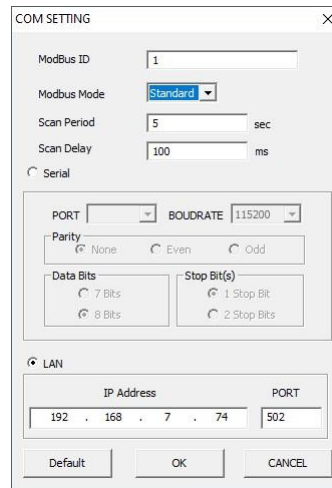 COM SETTING
ModBus ID 1
Modbus Mode Standard
Scan Period 5 sec
Scan Delay 100 ms
Serial
PORT BOUDRATE 115200
Parity
None Even Odd
Data Bits Stop Bit(s)
7 Bits 1 Stop Bit
8 Bits 2 Stop Bits
LAN
IP Address PORT
192 . 168 . 7 . 74 502
Default OK CANCEL